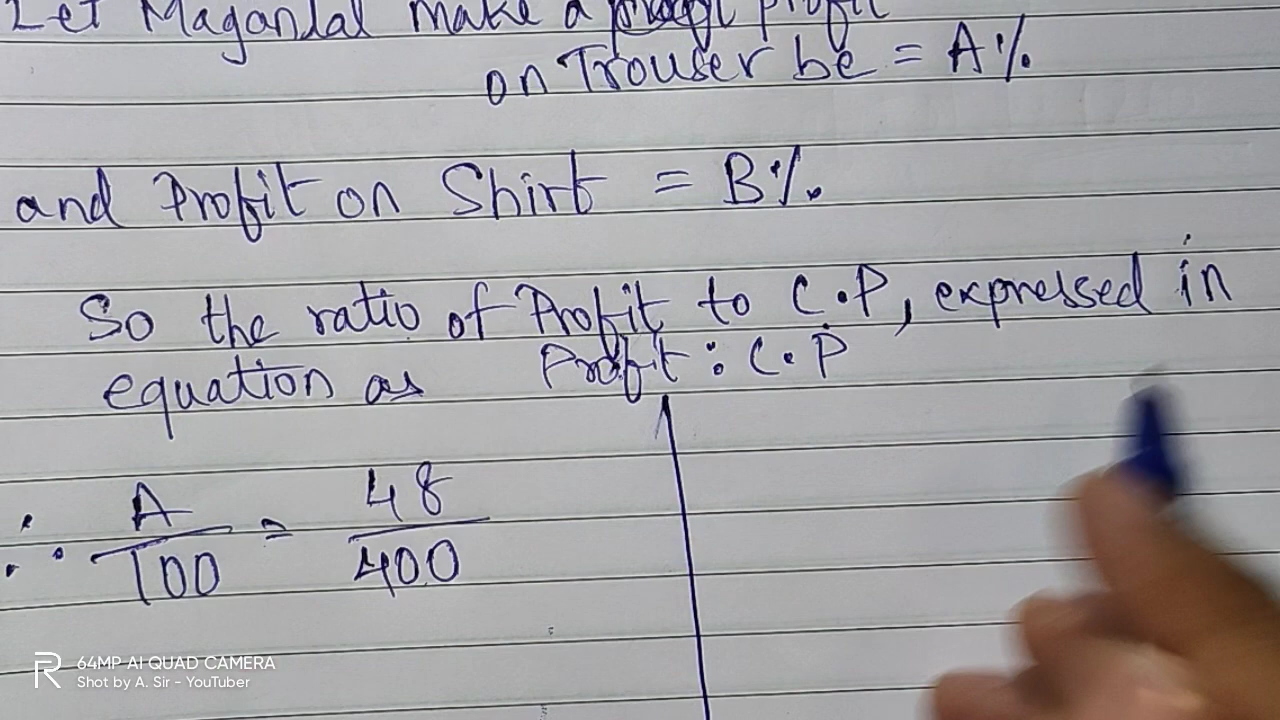 Let Maganlal make a profit
on Trouser be = A%
and Profit on Shirt = B%.
So the ratio of Profit to C.P, expressed in
equation as Profit : C.P
∴ A/100 = 48/400
64MP AI QUAD CAMERA
Shot by A. Sir - YouTuber